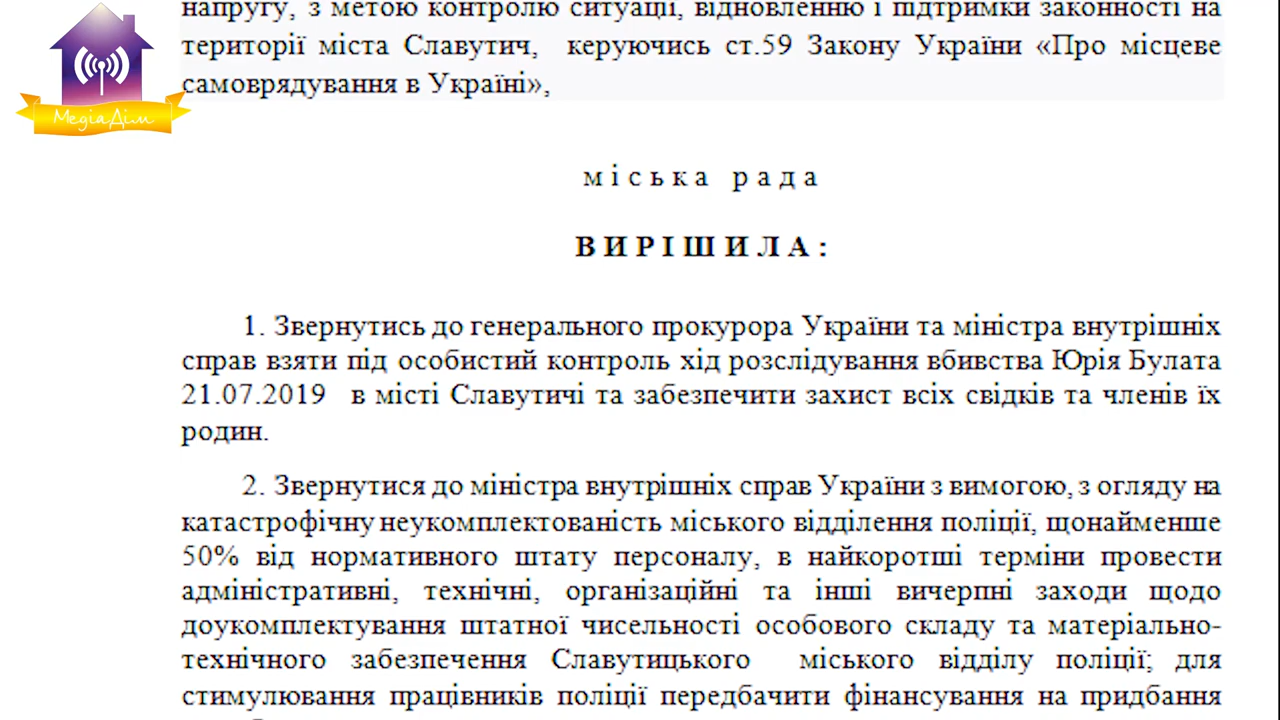 напругу, з метою контролю ситуації, відновленню і підтримки законності на
території міста Славутич, керуючись ст.59 Закону України «Про місцеве
самоврядування в Україні»,
МедіаДім
міська рада
ВИРІШИЛА:
1. Звернутись до генерального прокурора України та міністра внутрішніх
справ взяти під особистий контроль хід розслідування вбивства Юрія Булата
21.07.2019 в місті Славутичі та забезпечити захист всіх свідків та членів їх
родин.
2. Звернутися до міністра внутрішніх справ України з вимогою, з огляду на
катастрофічну неукомплектованість міського відділення поліції, щонайменше
50% від нормативного штату персоналу, в найкоротші терміни провести
адміністративні, технічні, організаційні та інші вичерпні заходи щодо
доукомплектування штатної чисельності особового складу та матеріально-
технічного забезпечення Славутицького міського відділу поліції; для
стимулювання працівників поліції передбачити фінансування на придбання